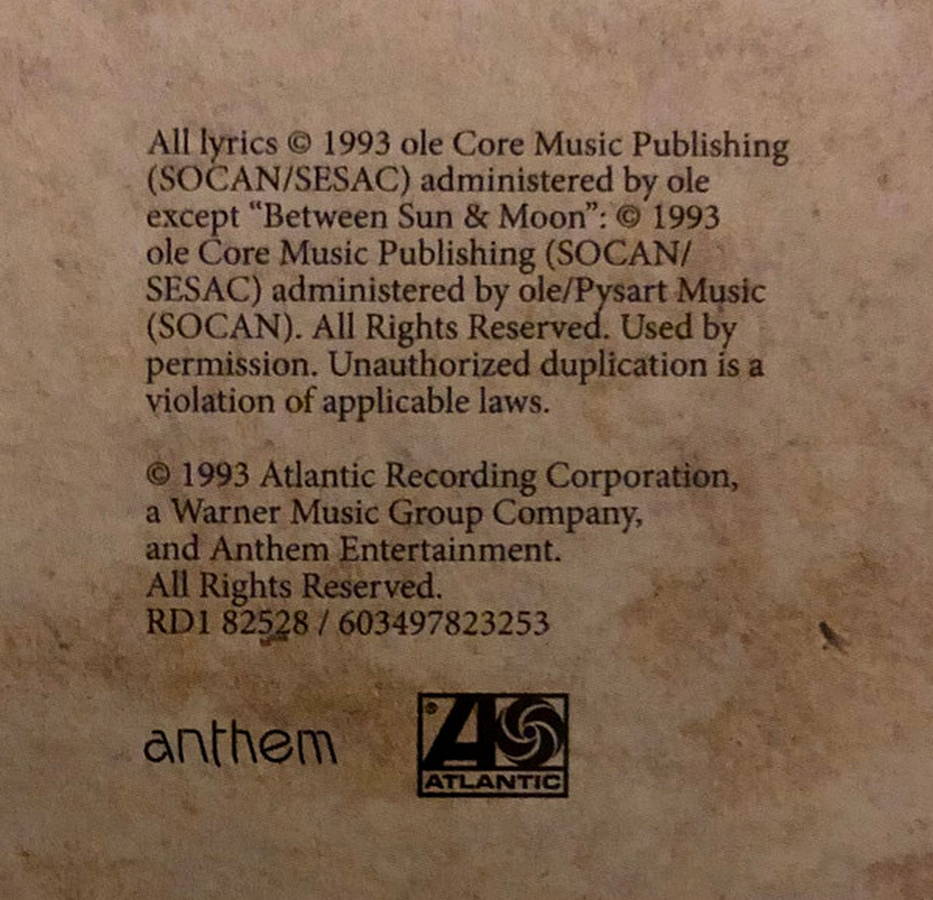 All lyrics © 1993 ole Core Music Publishing
(SOCAN/SESAC) administered by ole
except “Between Sun & Moon”: © 1993
ole Core Music Publishing (SOCAN/
SESAC) administered by ole/Pysart Music
(SOCAN). All Rights Reserved. Used by
permission. Unauthorized duplication is a
violation of applicable laws.
© 1993 Atlantic Recording Corporation,
a Warner Music Group Company,
and Anthem Entertainment.
All Rights Reserved.
RD1 82528 / 603497823253
anthem
® A
ATLANTIC